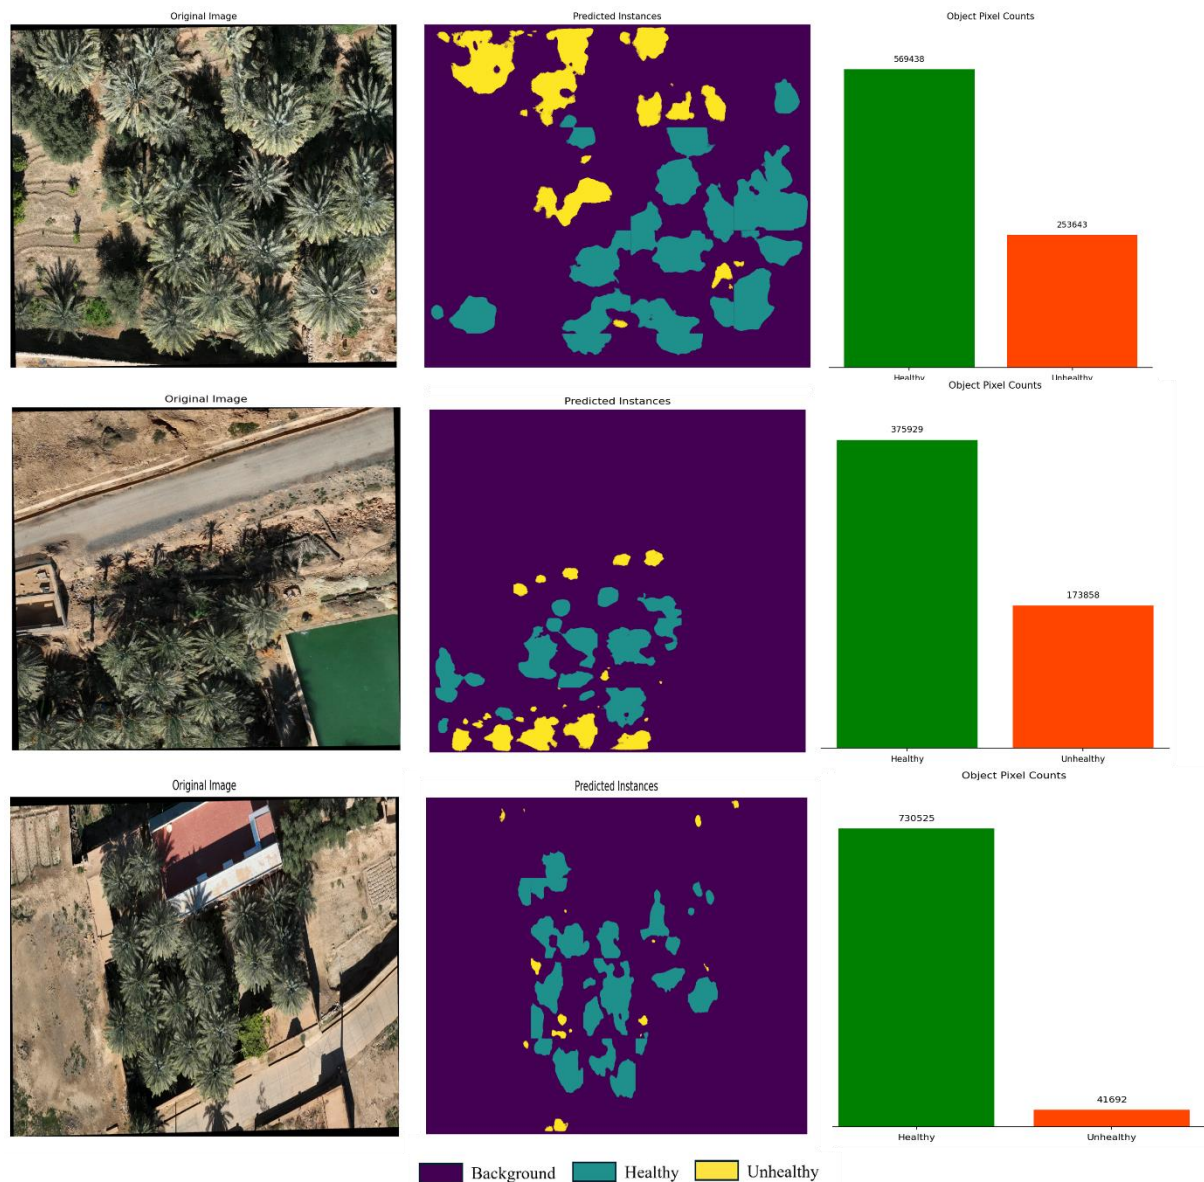 Original Image
Predicted Instances
Object Pixel Counts
569438
253643
Healthy
Unhealthy
Original Image
Predicted Instances
Object Pixel Counts
375929
173858
Healthy
Unhealthy
Original Image
Predicted Instances
Object Pixel Counts
730525
41692
Healthy
Unhealthy
Background
Healthy
Unhealthy